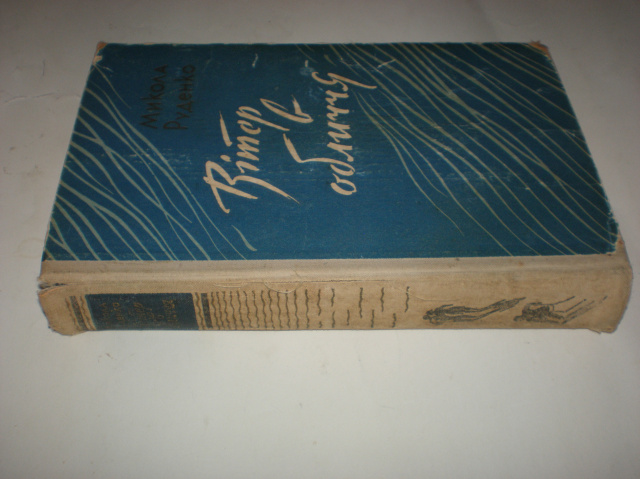 Микола
Руденко
Вітер
в
обличчя